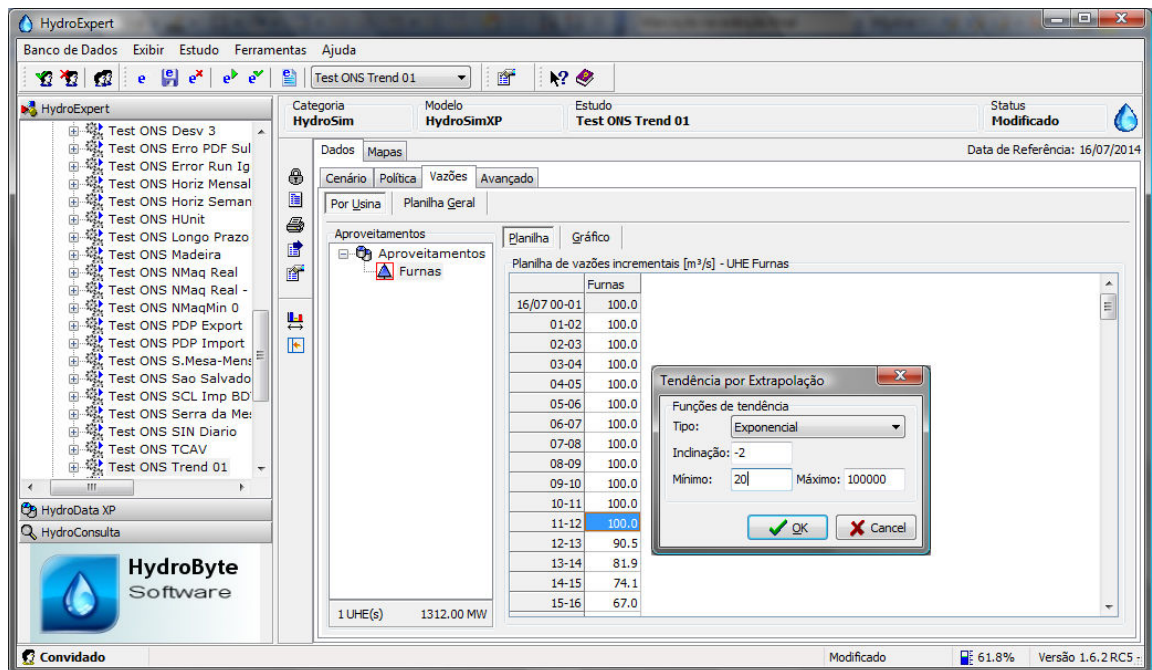 HydroExpert
Banco de Dados Exibir Estudo Ferramentas Ajuda
Test ONS Trend 01
HydroExpert
Test ONS Desv 3
Test ONS Erro PDF Sul
Test ONS Error Run Ig
Test ONS Horiz Mensal
Test ONS Horiz Seman
Test ONS HUnit
Test ONS Longo Prazo
Test ONS Madeira
Test ONS NMaq Real
Test ONS NMaq Real -
Test ONS NMaqMin 0
Test ONS PDP Export
Test ONS PDP Import
Test ONS S.Mesa-Mens
Test ONS Sao Salvado
Test ONS SCL Imp BD
Test ONS Serra da Mes
Test ONS SIN Diario
Test ONS TCAV
Test ONS Trend 01
HydroData XP
HydroConsulta
HydroByte
Software
Categoria Modelo Estudo Status
HydroSim HydroSimXP Test ONS Trend 01 Modificado
Dados Mapas Data de Referência: 16/07/2014
Cenário Política Vazões Avançado
Por Usina Planilha Geral
Aproveitamentos
Aproveitamentos
Furnas
1 UHE(s) 1312.00 MW
Planilha Gráfico
Planilha de vazões incrementais [m³/s] - UHE Furnas
Furnas
16/07 00-01 100.0
01-02 100.0
02-03 100.0
03-04 100.0
04-05 100.0
05-06 100.0
06-07 100.0
07-08 100.0
08-09 100.0
09-10 100.0
10-11 100.0
11-12 100.0
12-13 90.5
13-14 81.9
14-15 74.1
15-16 67.0
Tendência por Extrapolação
Funções de tendência
Tipo: Exponencial
Inclinação: -2
Mínimo: 20 Máximo: 100000
OK Cancel
Convidado Modificado 61.8% Versão 1.6.2 RC5 -